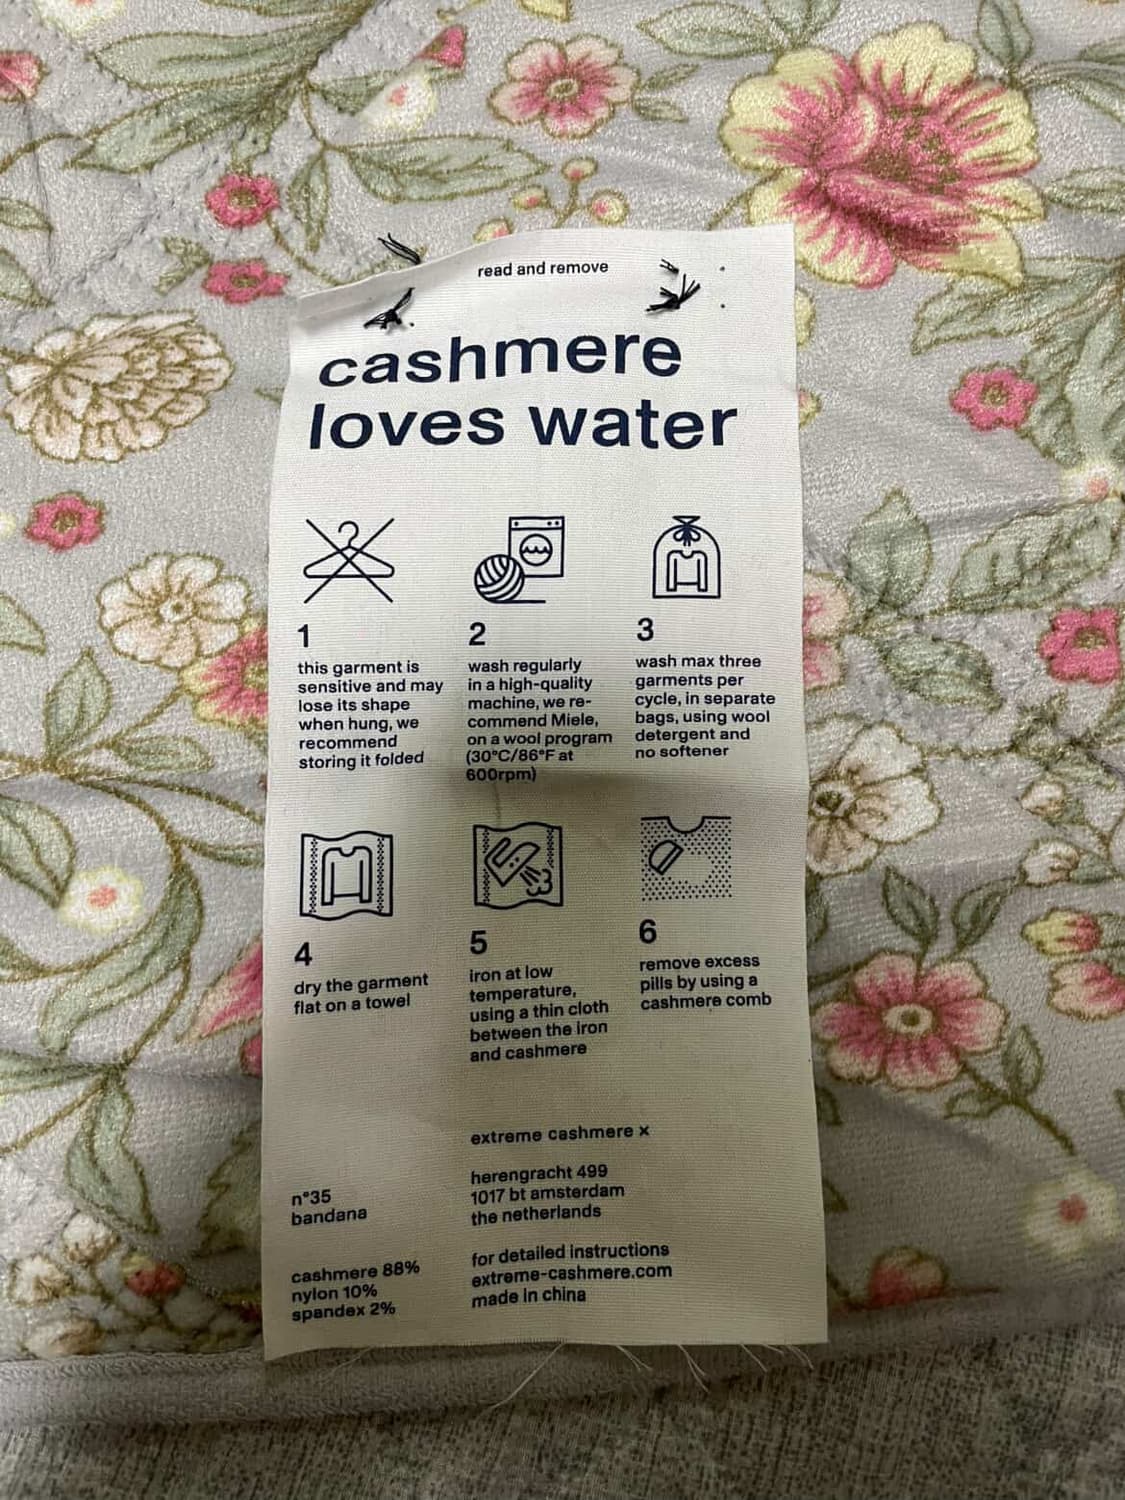 read and remove
cashmere
loves water
1
this garment is
sensitive and may
lose its shape
when hung, we
recommend
storing it folded
2
wash regularly
in a high-quality
machine, we re-
commend Miele,
on a wool program
(30°C/86°F at
600rpm)
3
wash max three
garments per
cycle, in separate
bags, using wool
detergent and
no softener
4
dry the garment
flat on a towel
5
iron at low
temperature,
using a thin cloth
between the iron
and cashmere
6
remove excess
pills by using a
cashmere comb
n°35
bandana
cashmere 88%
nylon 10%
spandex 2%
extreme cashmere x
herengracht 499
1017 bt amsterdam
the netherlands
for detailed instructions
extreme-cashmere.com
made in china